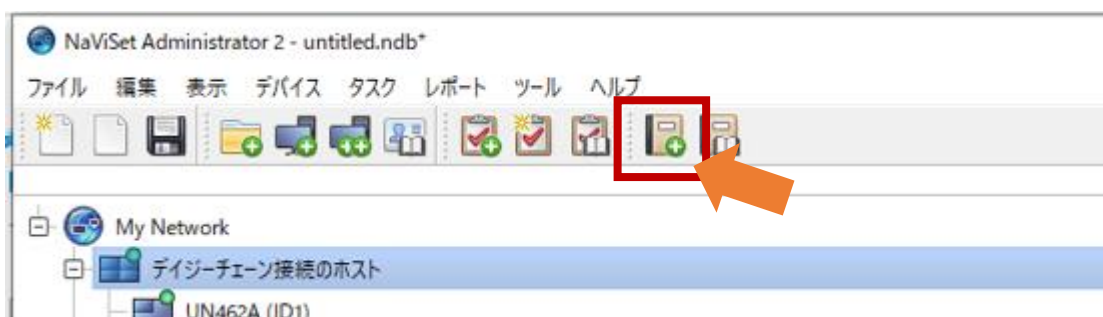 NaViSet Administrator 2 - untitled.ndb*
ファイル 編集 表示 デバイス タスク レポート ツール ヘルプ
My Network
デイジーチェーン接続のホスト
UN462A (ID1)